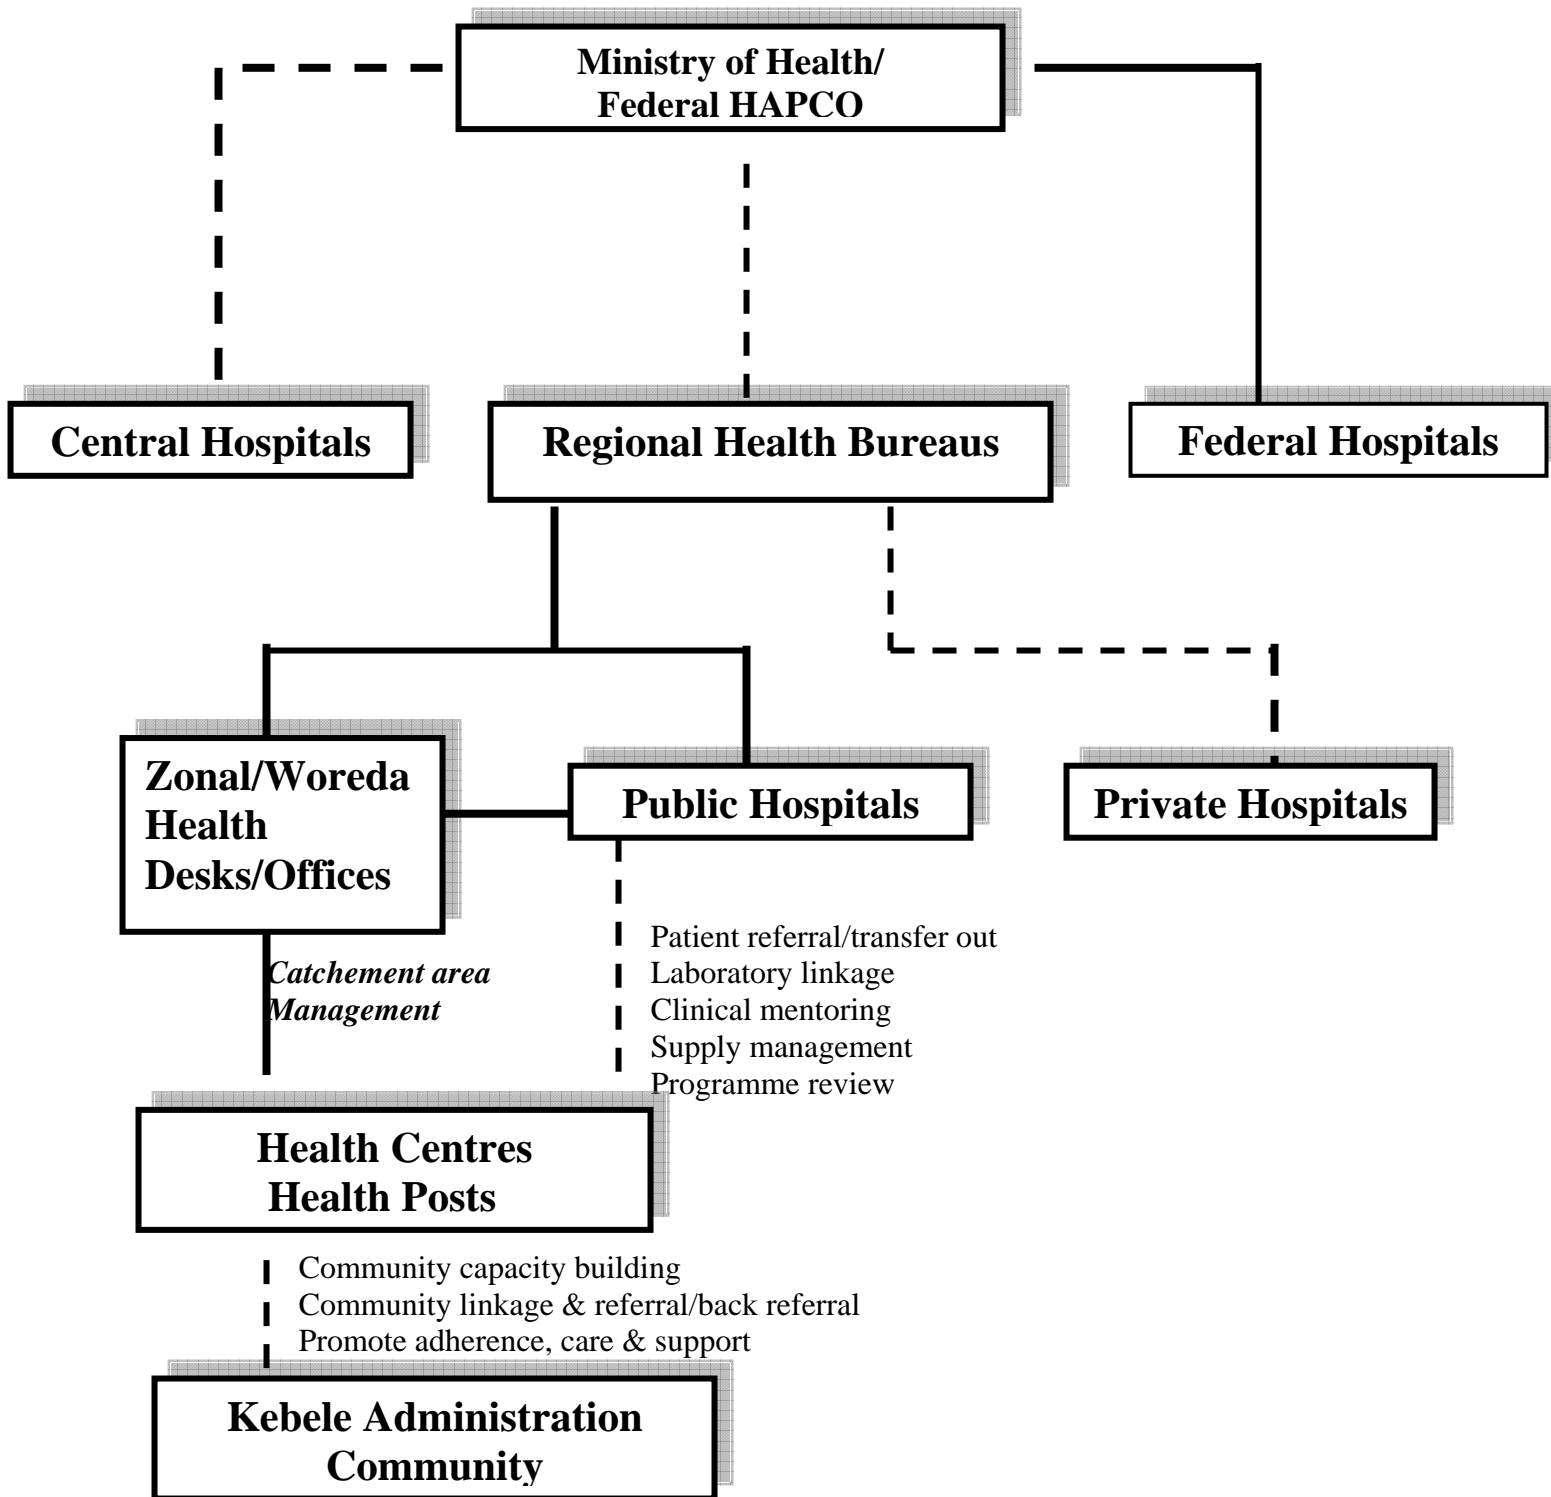 Ministry of Health/
Federal HAPCO
Central Hospitals
Regional Health Bureaus
Federal Hospitals
Zonal/Woreda
Health
Desks/Offices
Public Hospitals
Private Hospitals
Catchement area
Management
Patient referral/transfer out
Laboratory linkage
Clinical mentoring
Supply management
Programme review
Health Centres
Health Posts
Community capacity building
Community linkage & referral/back referral
Promote adherence, care & support
Kebele Administration
Community